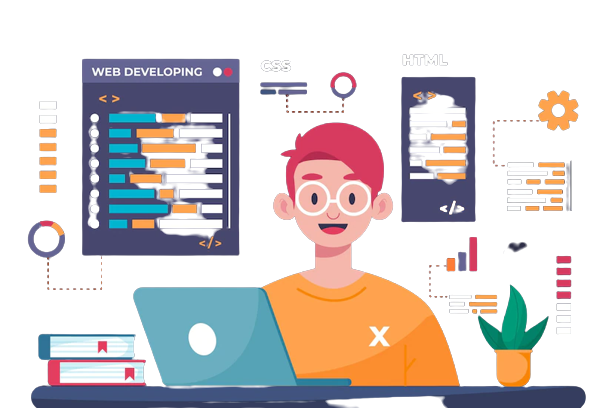 WEB DEVELOPING
CSS
HTML
< >
< >
</>
</>
X